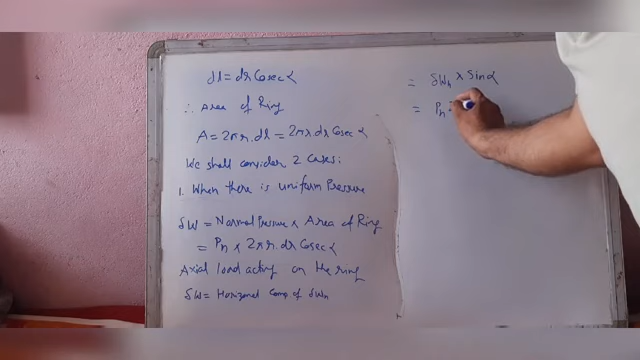 dl = dr Cosec α
∴ Area of Ring
A = 2πr.dl = 2πr dr Cosec α
We shall consider 2 cases:
1. When there is uniform Pressure
δW = Normal Pressure x Area of Ring
= Pn x 2πr.dr Cosec α
Axial load acting on the ring
δW = Horizontal Comp of δWn
= δWn x Sin α
= Pn